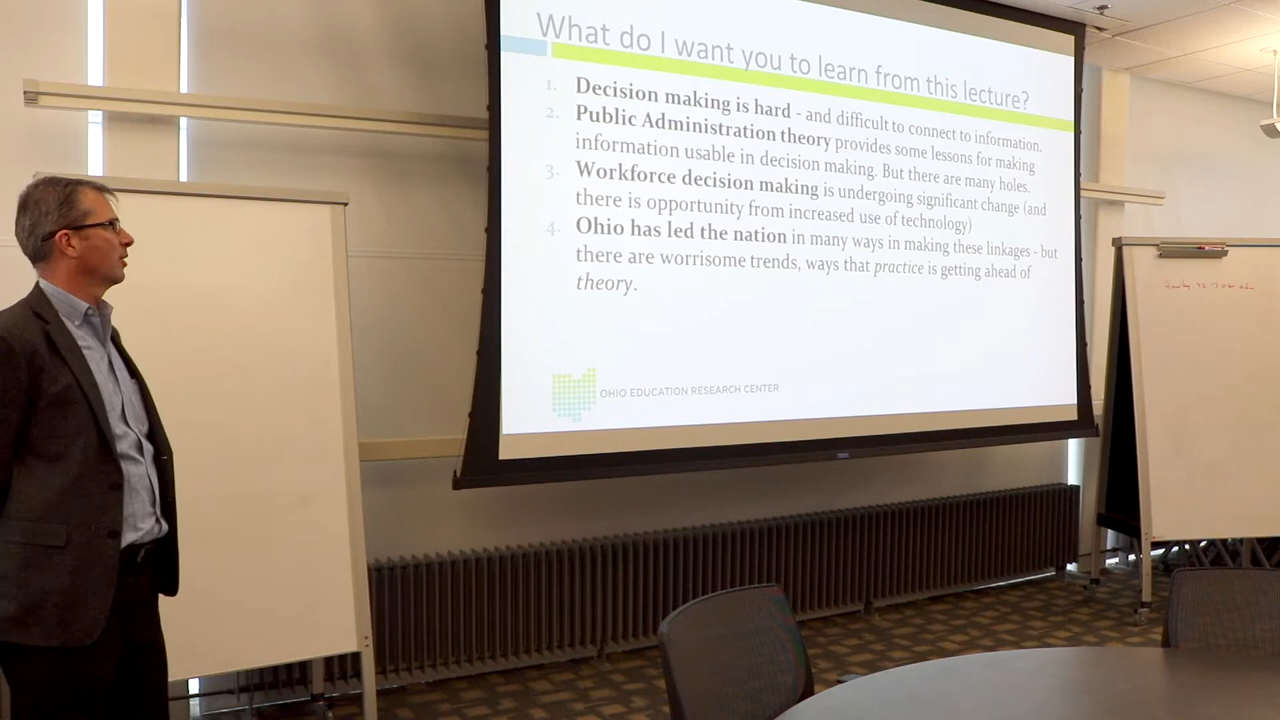 What do I want you to learn from this lecture?
1. Decision making is hard - and difficult to connect to information.
2. Public Administration theory provides some lessons for making
information usable in decision making. But there are many holes.
3. Workforce decision making is undergoing significant change (and
there is opportunity from increased use of technology)
4. Ohio has led the nation in many ways in making these linkages - but
there are worrisome trends, ways that practice is getting ahead of
theory.
OHIO EDUCATION RESEARCH CENTER